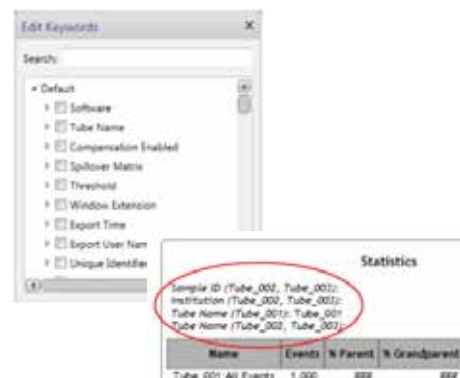 Edit Keywords
Search:
Default
Software
Tube Name
Compensation Enabled
Spillover Matrix
Threshold
Window Extension
Export Time
Export User Nam
Unique Identifier
Statistics
Sample ID (Tube_002, Tube_003):
Institution (Tube_002, Tube_003):
Tube Name (Tube_001): Tube_001
Tube Name (Tube_002, Tube_003):
Name Events % Parent % Grandparent
Tube_001:All Events 1,000 ### ###